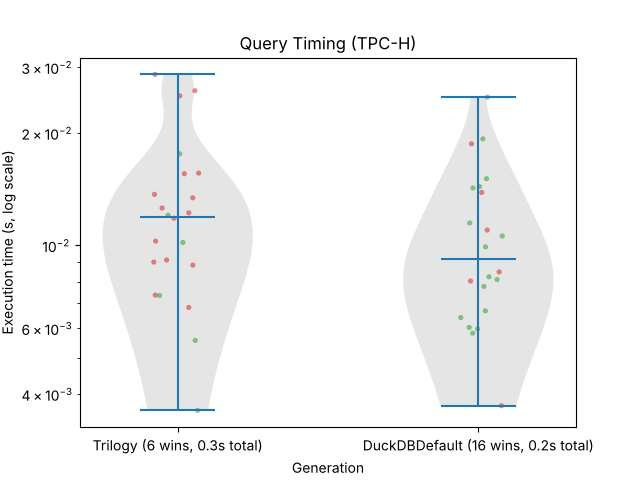 Query Timing (TPC-H)
3 × 10⁻²
2 × 10⁻²
10⁻²
6 × 10⁻³
4 × 10⁻³
Execution time (s, log scale)
Trilogy (6 wins, 0.3s total)
DuckDBDefault (16 wins, 0.2s total)
Generation